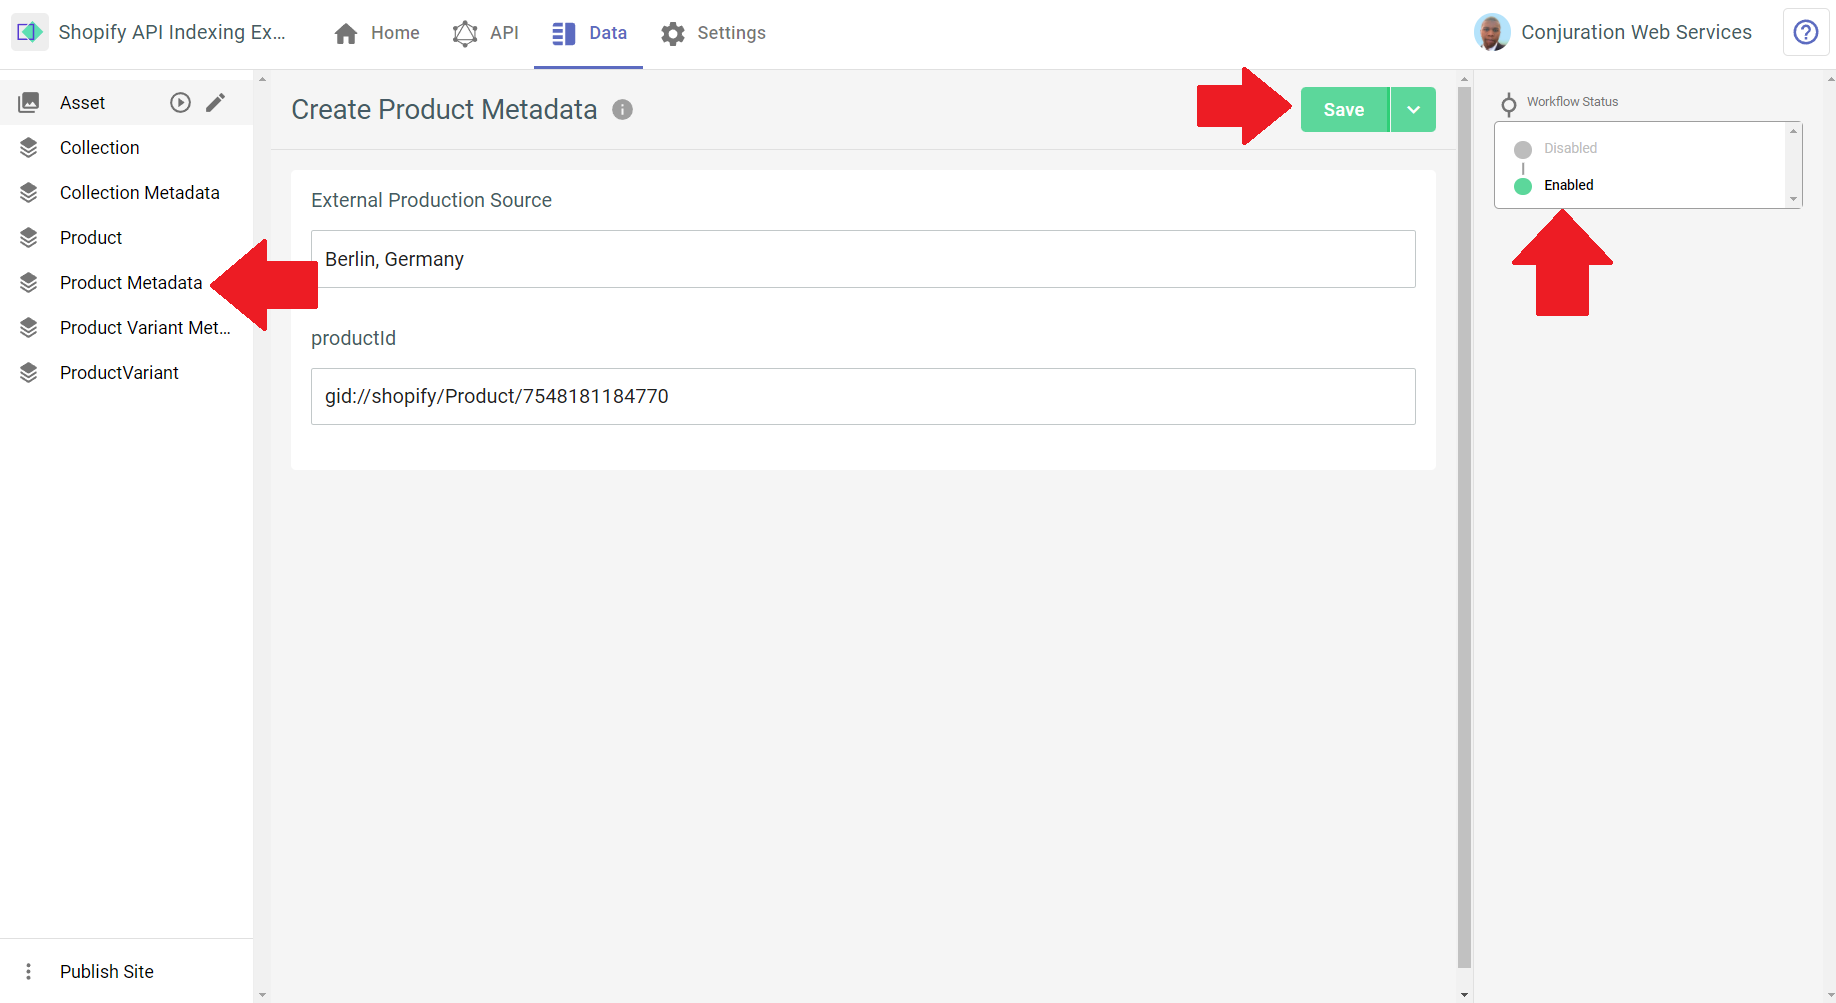 Shopify API Indexing Ex...
Home
API
Data
Settings
Conjuration Web Services
Asset
Collection
Collection Metadata
Product
Product Metadata
Product Variant Met...
ProductVariant
Publish Site
Create Product Metadata
Save
External Production Source
Berlin, Germany
productId
gid://shopify/Product/7548181184770
Workflow Status
Disabled
Enabled